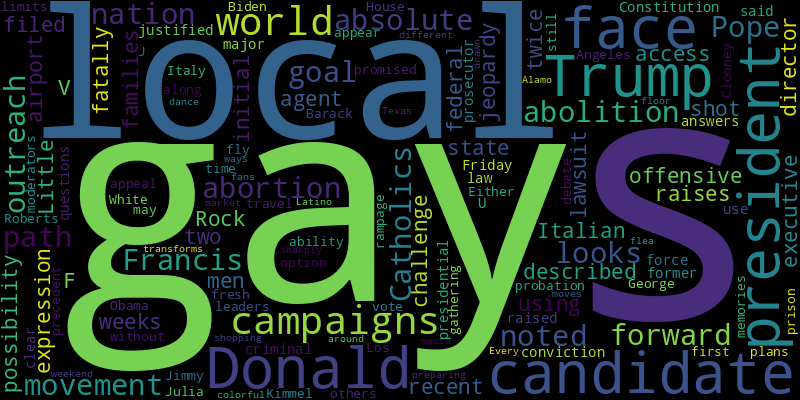 limits
nation
Biden
House
Constitution
filled
world
justified
absolute
said
major
appear
different
twice
face
Pope
still
director
airport
fatally
families
local
J
Italy
goal
promised
along
agent
dance
Barack
initial
federal
prosecutor
jeopardy
drawn
Trump
Angeles
access
Clooney
Alamo
Texas
abolition
floor
shot
answers
president
executive
V
outreach
moderators
Little
questions
fly
ways
time
fans
state
Friday
law
Either
U
lawsuit
debate
offensive
raises
use
appeal
abortion
White
may
market
travel
Latino
Roberts
Rock
gays
S
rampage
Catholics
challenge
path
two
ability
Italian
looks
flea
transforms
sharply
option
Francis
men
described
force
former
possibility
expression
precedent
F
Obama
fresh
probation
George
moves
memories
prison
weeks
leaders
vote
presidential
gathering
using
raised
clear
without
campaigns
noted
forward
shopping
around
criminal
Los
Every
conviction
first
plans
weekend
movement
Jimmy
Julia
colorful
Kimmel
Donald
others
recent
preparing
candidate